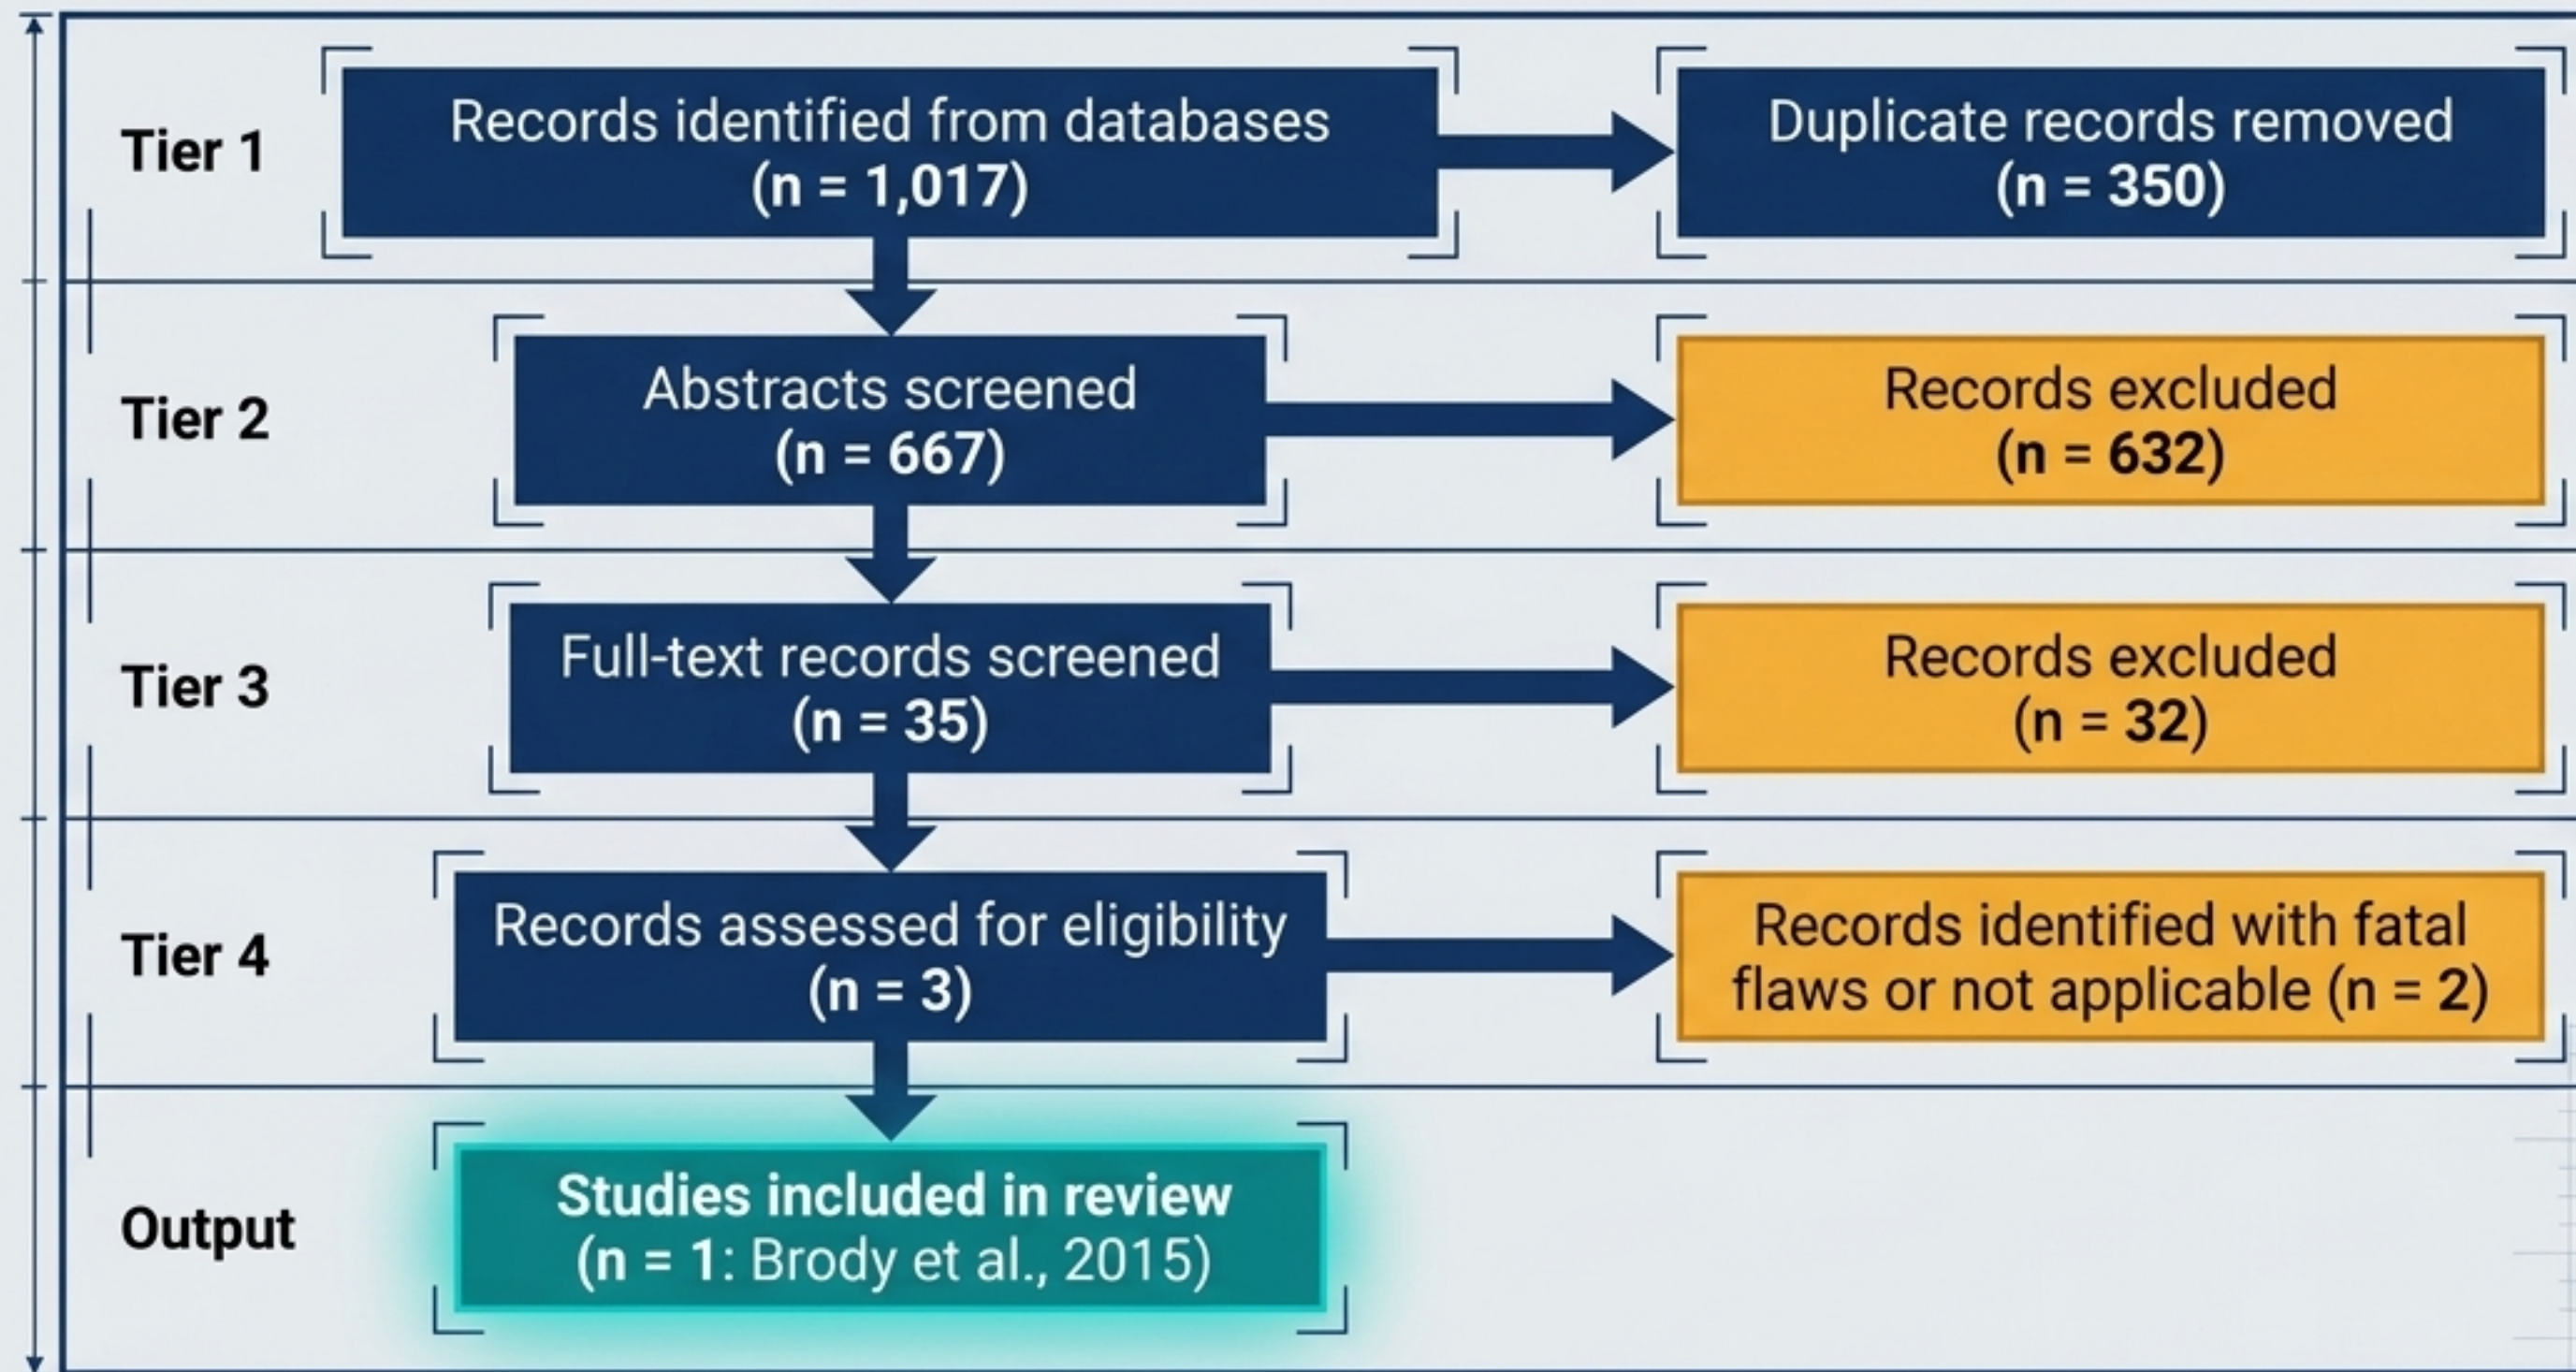 Tier 1
Records identified from databases
(n = 1,017)
Duplicate records removed
(n = 350)
Tier 2
Abstracts screened
(n = 667)
Records excluded
(n = 632)
Tier 3
Full-text records screened
(n = 35)
Records excluded
(n = 32)
Tier 4
Records assessed for eligibility
(n = 3)
Records identified with fatal
flaws or not applicable (n = 2)
Output
Studies included in review
(n = 1: Brody et al., 2015)